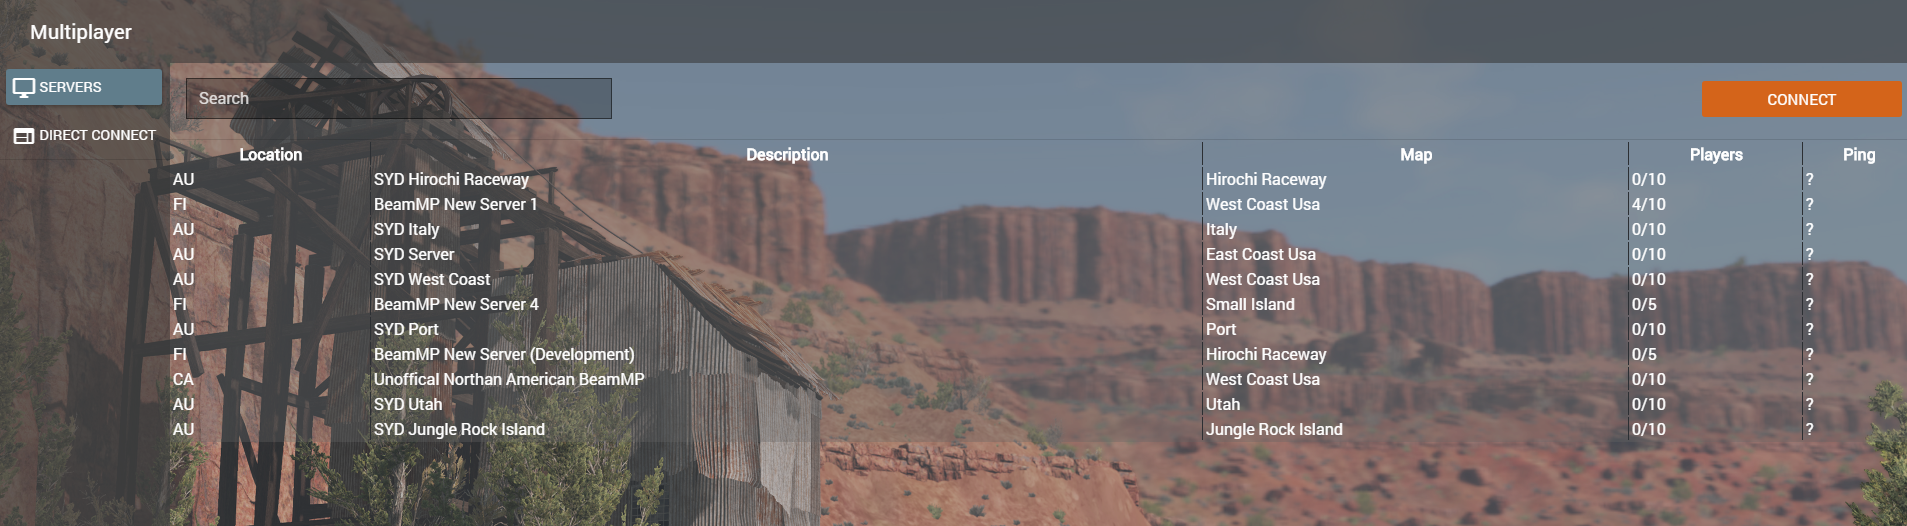 Multiplayer
SERVERS
DIRECT CONNECT
Search
CONNECT
Location Description Map Players Ping
AU SYD Hirochi Raceway Hirochi Raceway 0/10 ?
FI BeamMP New Server 1 West Coast Usa 4/10 ?
AU SYD Italy Italy 0/10 ?
AU SYD Server East Coast Usa 0/10 ?
AU SYD West Coast West Coast Usa 0/10 ?
FI BeamMP New Server 4 Small Island 0/5 ?
AU SYD Port Port 0/10 ?
FI BeamMP New Server (Development) Hirochi Raceway 0/5 ?
CA Unoffical Northan American BeamMP West Coast Usa 0/10 ?
AU SYD Utah Utah 0/10 ?
AU SYD Jungle Rock Island Jungle Rock Island 0/10 ?